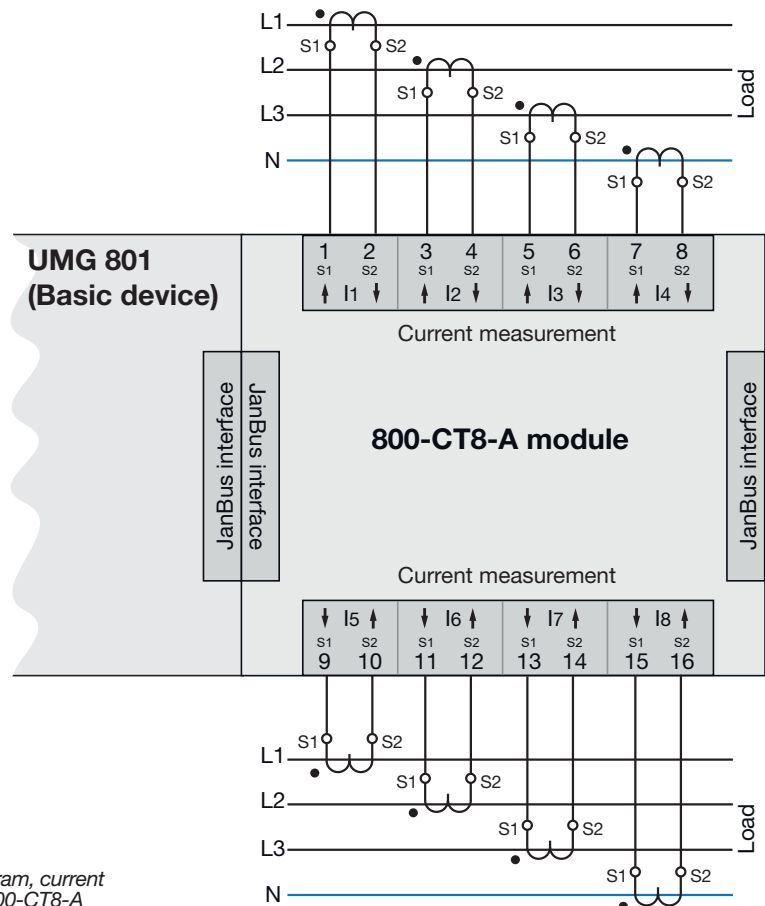 L1
S1 S2
L2
S1 S2
L3
S1 S2
N
S1 S2
Load
UMG 801
(Basic device)
1 2 3 4 5 6 7 8
S1 S2 S1 S2 S1 S2 S1 S2
I1 I2 I3 I4
Current measurement
JanBus interface
JanBus interface
800-CT8-A module
JanBus interface
Current measurement
I5 I6 I7 I8
S1 S2 S1 S2 S1 S2 S1 S2
9 10 11 12 13 14 15 16
S1 S2
L1
S1 S2
L2
S1 S2
L3
S1 S2
N
Load
current